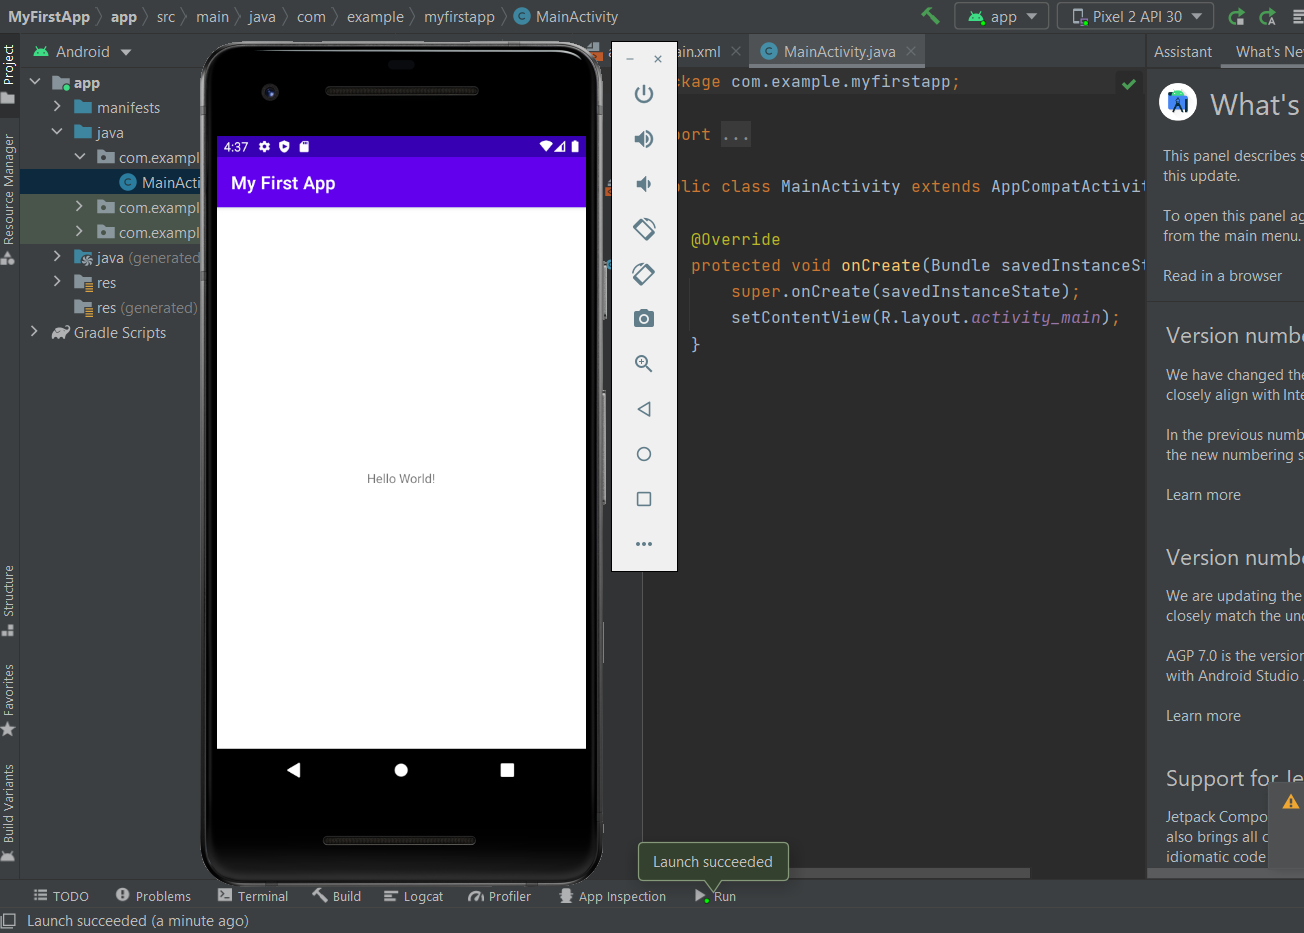 MyFirstApp app src main java com example myfirstapp MainActivity
app
Pixel 2 API 30
Project
Resource Manager
Structure
Favorites
Build Variants
Android
app
manifests
java
com.exampl
MainActi
com.exampl
com.exampl
java (generated
res
res (generated)
Gradle Scripts
4:37
My First App
Hello World!
ain.xml
MainActivity.java
ckage com.example.myfirstapp;
port ...
lic class MainActivity extends AppCompatActivit
@Override
protected void onCreate(Bundle savedInstanceSt
super.onCreate(savedInstanceState);
setContentView(R.layout.activity_main);
}
Assistant
What's Ne
What's
This panel describes s
this update.
To open this panel ag
from the main menu.
Read in a browser
Version numbe
We have changed the
closely align with Inte
In the previous numb
the new numbering s
Learn more
Version numbe
We are updating the
closely match the und
AGP 7.0 is the version
with Android Studio
Learn more
Support for Je
Jetpack Compo
also brings all c
idiomatic code
Launch succeeded
TODO
Problems
Terminal
Build
Logcat
Profiler
App Inspection
Run
Launch succeeded (a minute ago)